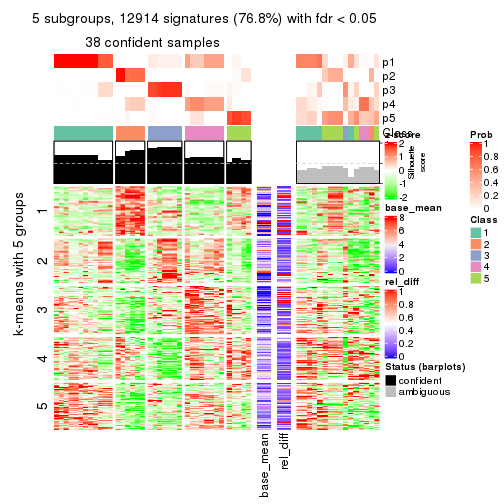 5 subgroups, 12914 signatures (76.8%) with fdr < 0.05
38 confident samples
p1
p2
p3
p4
p5
Class
1
2
3
4
5
k-means with 5 groups
base_mean
rel_diff
Silhouette
score
z-score
2
1
0
-1
-2
base_mean
8
6
4
2
0
rel_diff
1
0.8
0.6
0.4
0.2
0
Status (barplots)
confident
ambiguous
Prob
1
0.8
0.6
0.4
0.2
0
Class
1
2
3
4
5